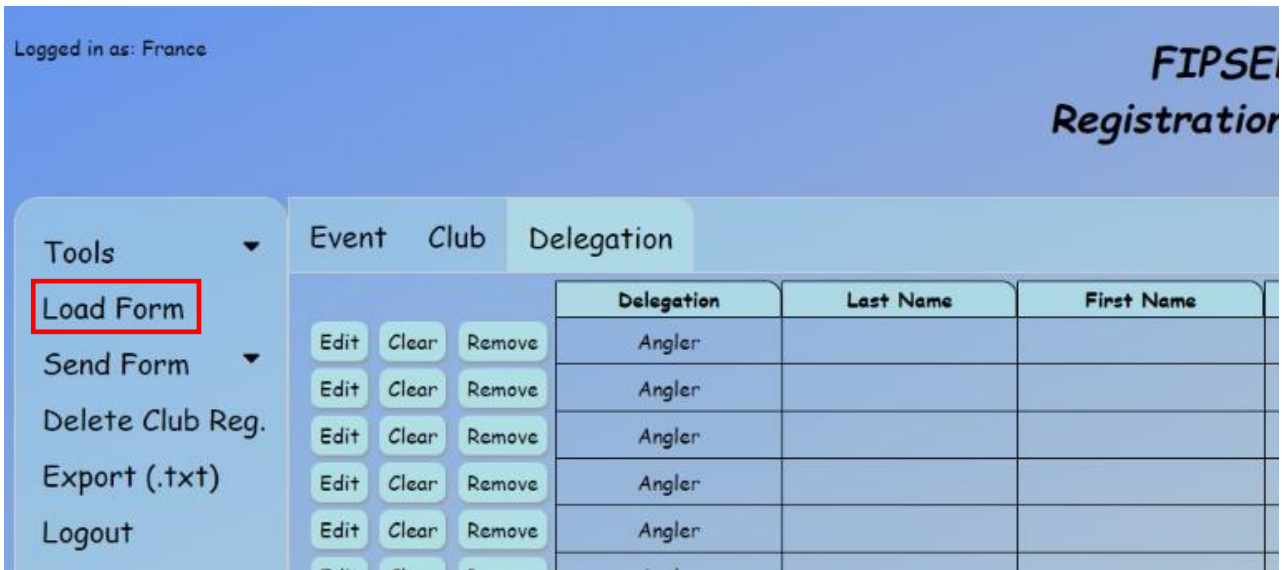 Logged in as: France
FIPSE
Registration
Tools
Load Form
Send Form
Delete Club Reg.
Export (.txt)
Logout
Event Club Delegation
Delegation Last Name First Name
Edit Clear Remove Angler
Edit Clear Remove Angler
Edit Clear Remove Angler
Edit Clear Remove Angler
Edit Clear Remove Angler